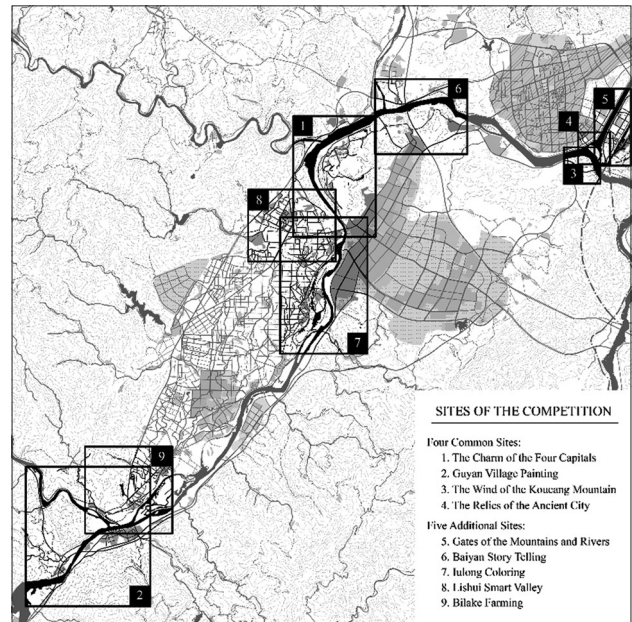 6
5
1
4
3
8
7
9
2
SITES OF THE COMPETITION
Four Common Sites:
1. The Charm of the Four Capitals
2. Guyan Village Painting
3. The Wind of the Koucang Mountain
4. The Relics of the Ancient City
Five Additional Sites:
5. Gates of the Mountains and Rivers
6. Baiyan Story Telling
7. Iulong Coloring
8. Lishui Smart Valley
9. Bilake Farming